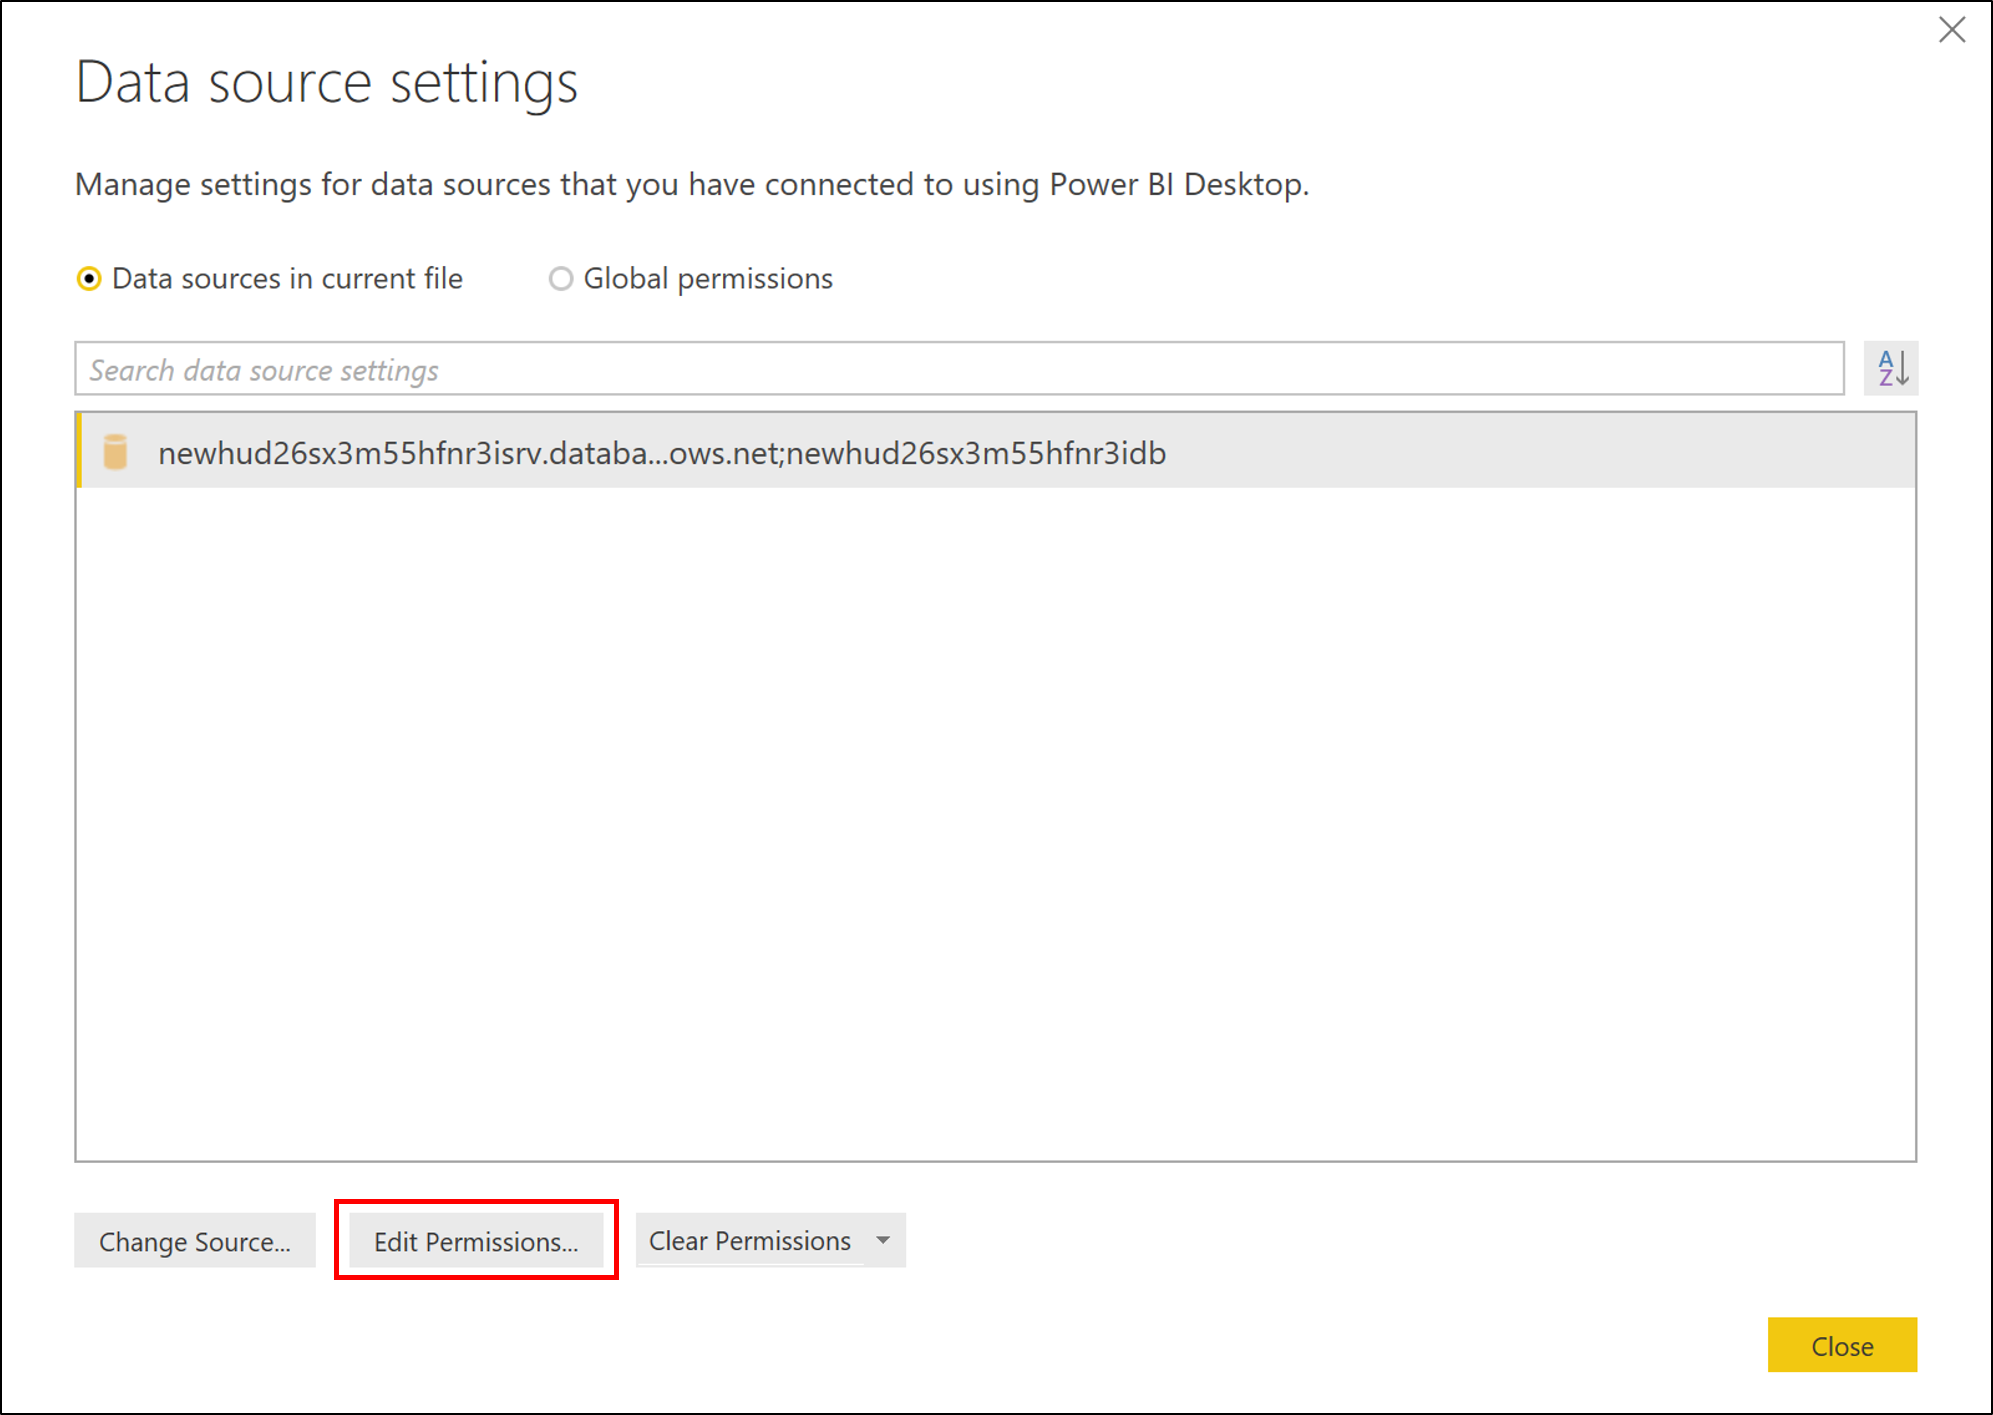 Data source settings
Manage settings for data sources that you have connected to using Power BI Desktop.
Data sources in current file
Global permissions
Search data source settings
A
Z
newhud26sx3m55hfnr3isrv.databa...ows.net;newhud26sx3m55hfnr3idb
Change Source...
Edit Permissions...
Clear Permissions
Close